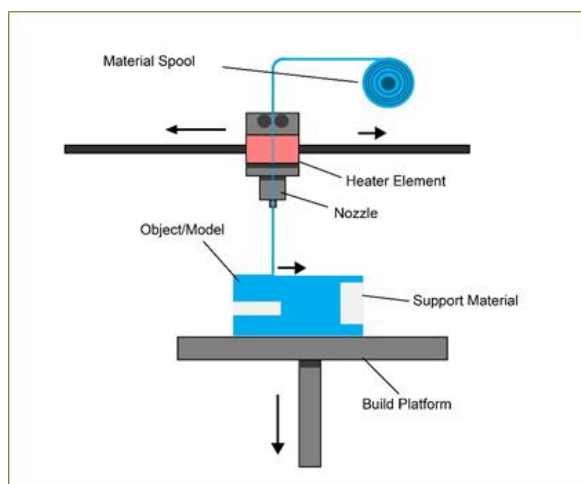 Material Spool
Heater Element
Nozzle
Object/Model
Support Material
Build Platform